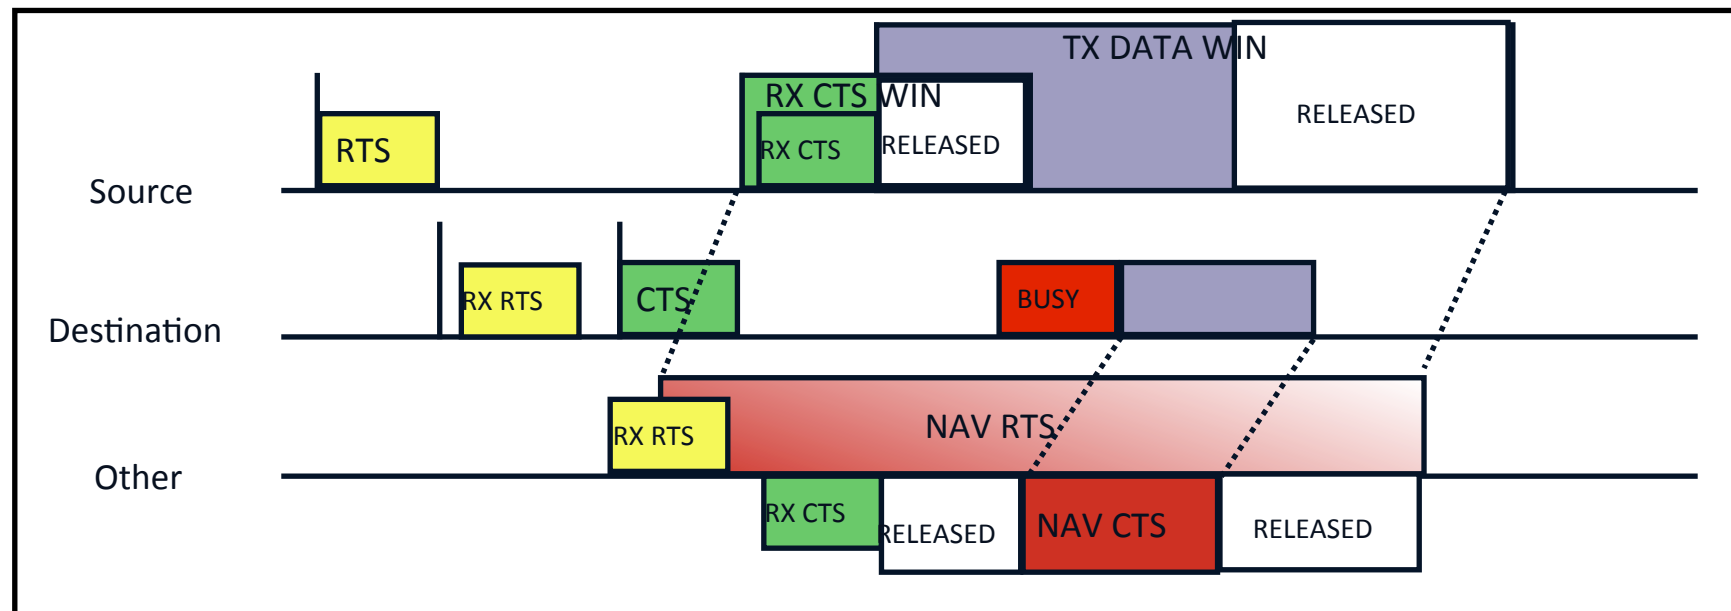 TX DATA WIN
RX CTS WIN
RELEASED
RTS
RX CTS
RELEASED
Source
RX RTS
CTS
BUSY
Destination
RX RTS
NAV RTS
Other
RX CTS
RELEASED
NAV CTS
RELEASED